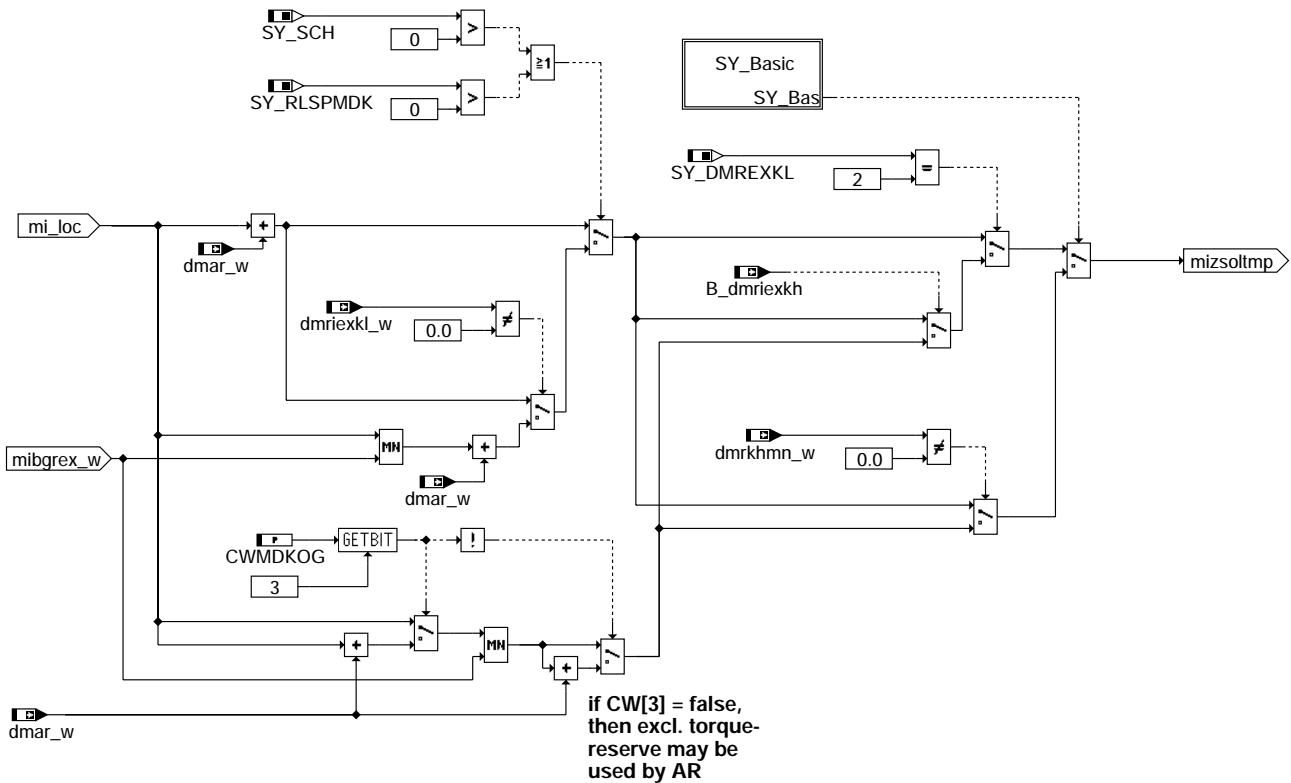 SY_SCH
0
>
≥1
SY_RLSPMDK
0
>
SY_Basic
SY_Bas
SY_DMREXKL
2
=
mi_loc
+
dmar_w
mizsoltmp
B_dmriexkh
dmriexkl_w
0.0
≠
mibgrex_w
MN
+
dmar_w
dmrkhmn_w
0.0
≠
CWMDKOG
P
GETBIT
!
3
+
MN
+
dmar_w
if CW[3] = false,
then excl. torque-
reserve may be
used by AR